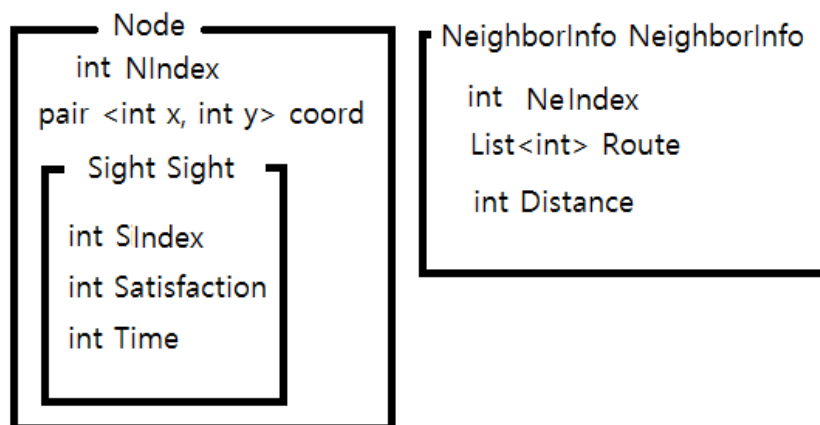 Node
int NIndex
pair <int x, int y> coord
Sight Sight
int SIndex
int Satisfaction
int Time
NeighborInfo NeighborInfo
int NeIndex
List<int> Route
int Distance